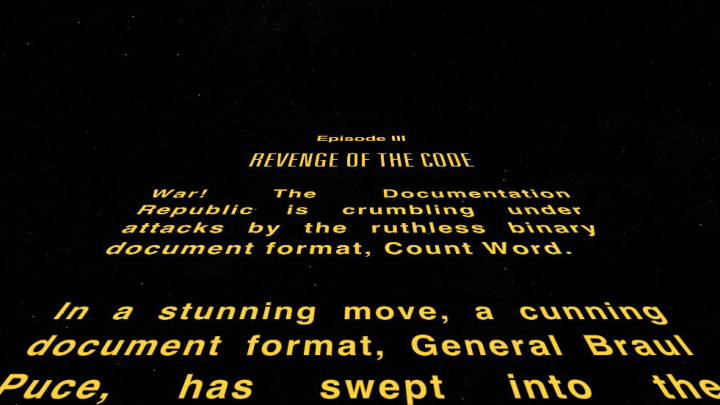 Episode III
REVENGE OF THE CODE
War! The Documentation
Republic is crumbling under
attacks by the ruthless binary
document format, Count Word.
In a stunning move, a cunning
document format, General Braul
Puce, has swept into the